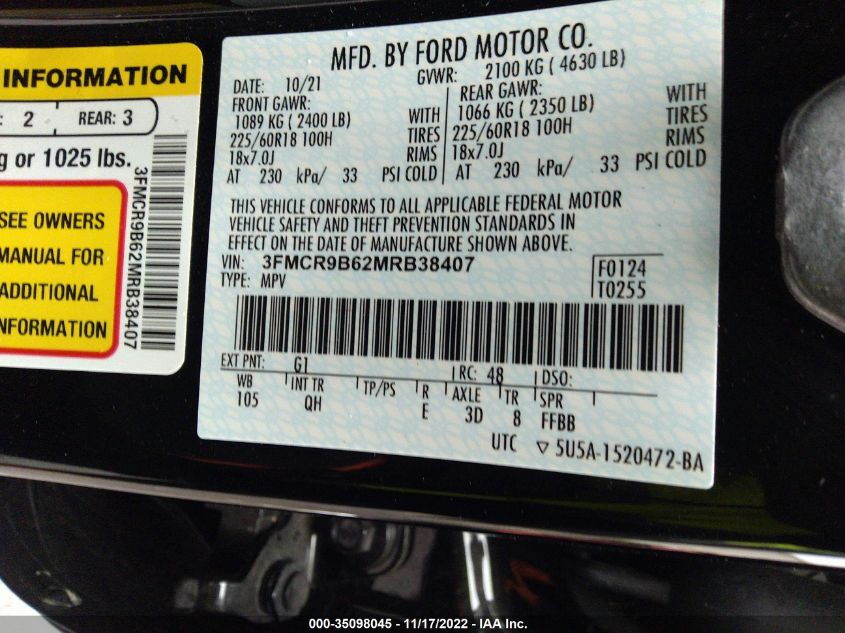 INFORMATION
: 2 REAR: 3
g or 1025 lbs.
SEE OWNERS
MANUAL FOR
ADDITIONAL
INFORMATION
3FMCR9B62MRB38407
MFD. BY FORD MOTOR CO.
DATE: 10/21 GVWR: 2100 KG ( 4630 LB)
FRONT GAWR: REAR GAWR:
1089 KG ( 2400 LB) WITH 1066 KG ( 2350 LB) WITH
225/60R18 100H TIRES 225/60R18 100H TIRES
18x7.0J RIMS 18x7.0J RIMS
AT 230 kPa/ 33 PSI COLD AT 230 kPa/ 33 PSI COLD
THIS VEHICLE CONFORMS TO ALL APPLICABLE FEDERAL MOTOR
VEHICLE SAFETY AND THEFT PREVENTION STANDARDS IN
EFFECT ON THE DATE OF MANUFACTURE SHOWN ABOVE.
VIN: 3FMCR9B62MRB38407 F0124
TYPE: MPV T0255
EXT PNT: G1 RC: 48 DSO:
WB INT TR TP/PS R AXLE TR SPR
105 QH E 3D 8 FFBB
UTC ▽ 5U5A-1520472-BA
000-35098045 - 11/17/2022 - IAA Inc.